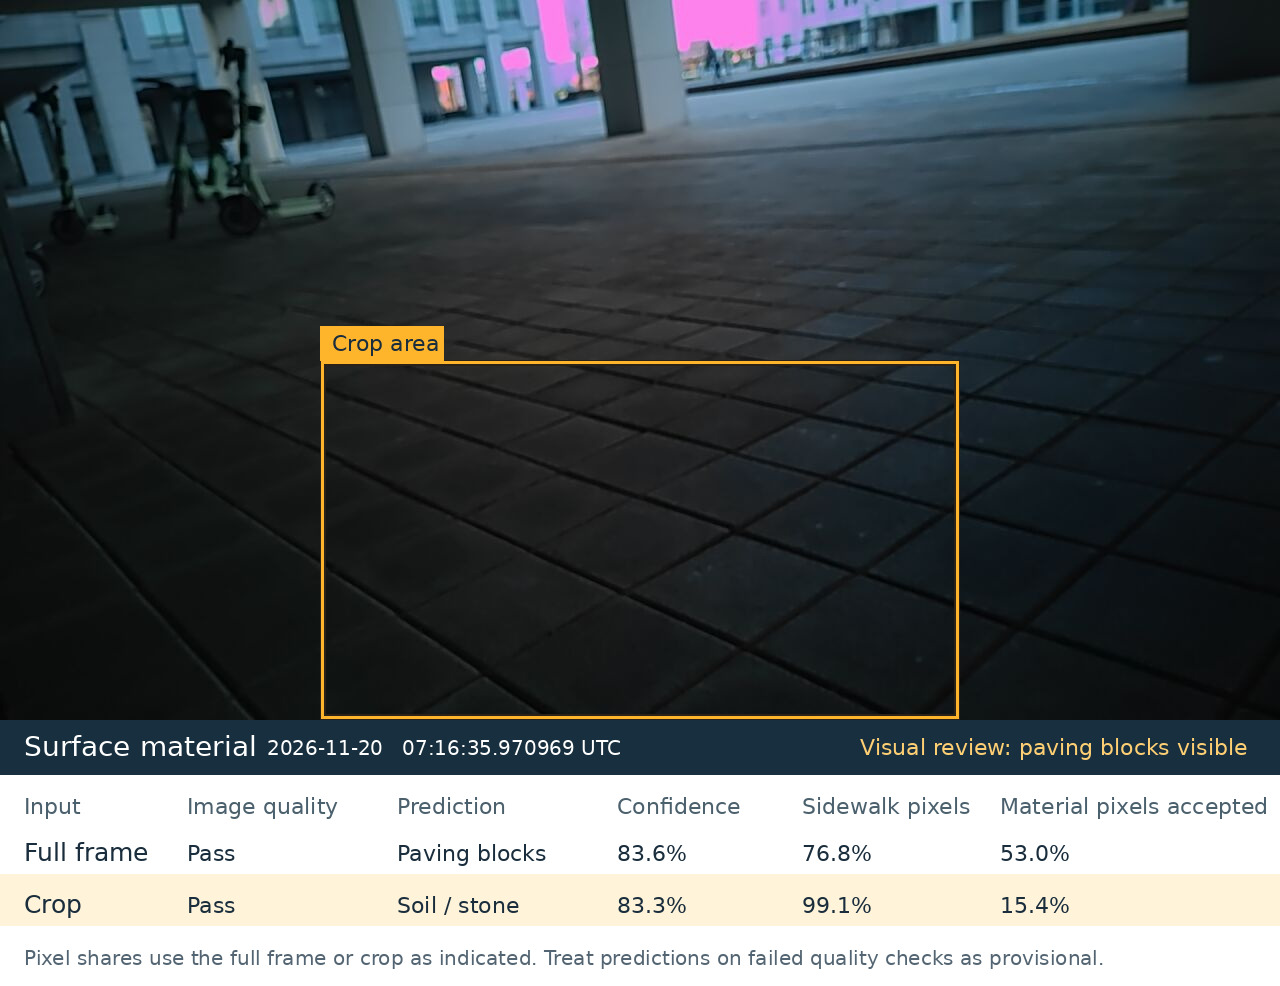 Crop area
Surface material 2026-11-20 07:16:35.970969 UTC Visual review: paving blocks visible
Input Image quality Prediction Confidence Sidewalk pixels Material pixels accepted
Full frame Pass Paving blocks 83.6% 76.8% 53.0%
Crop Pass Soil / stone 83.3% 99.1% 15.4%
Pixel shares use the full frame or crop as indicated. Treat predictions on failed quality checks as provisional.